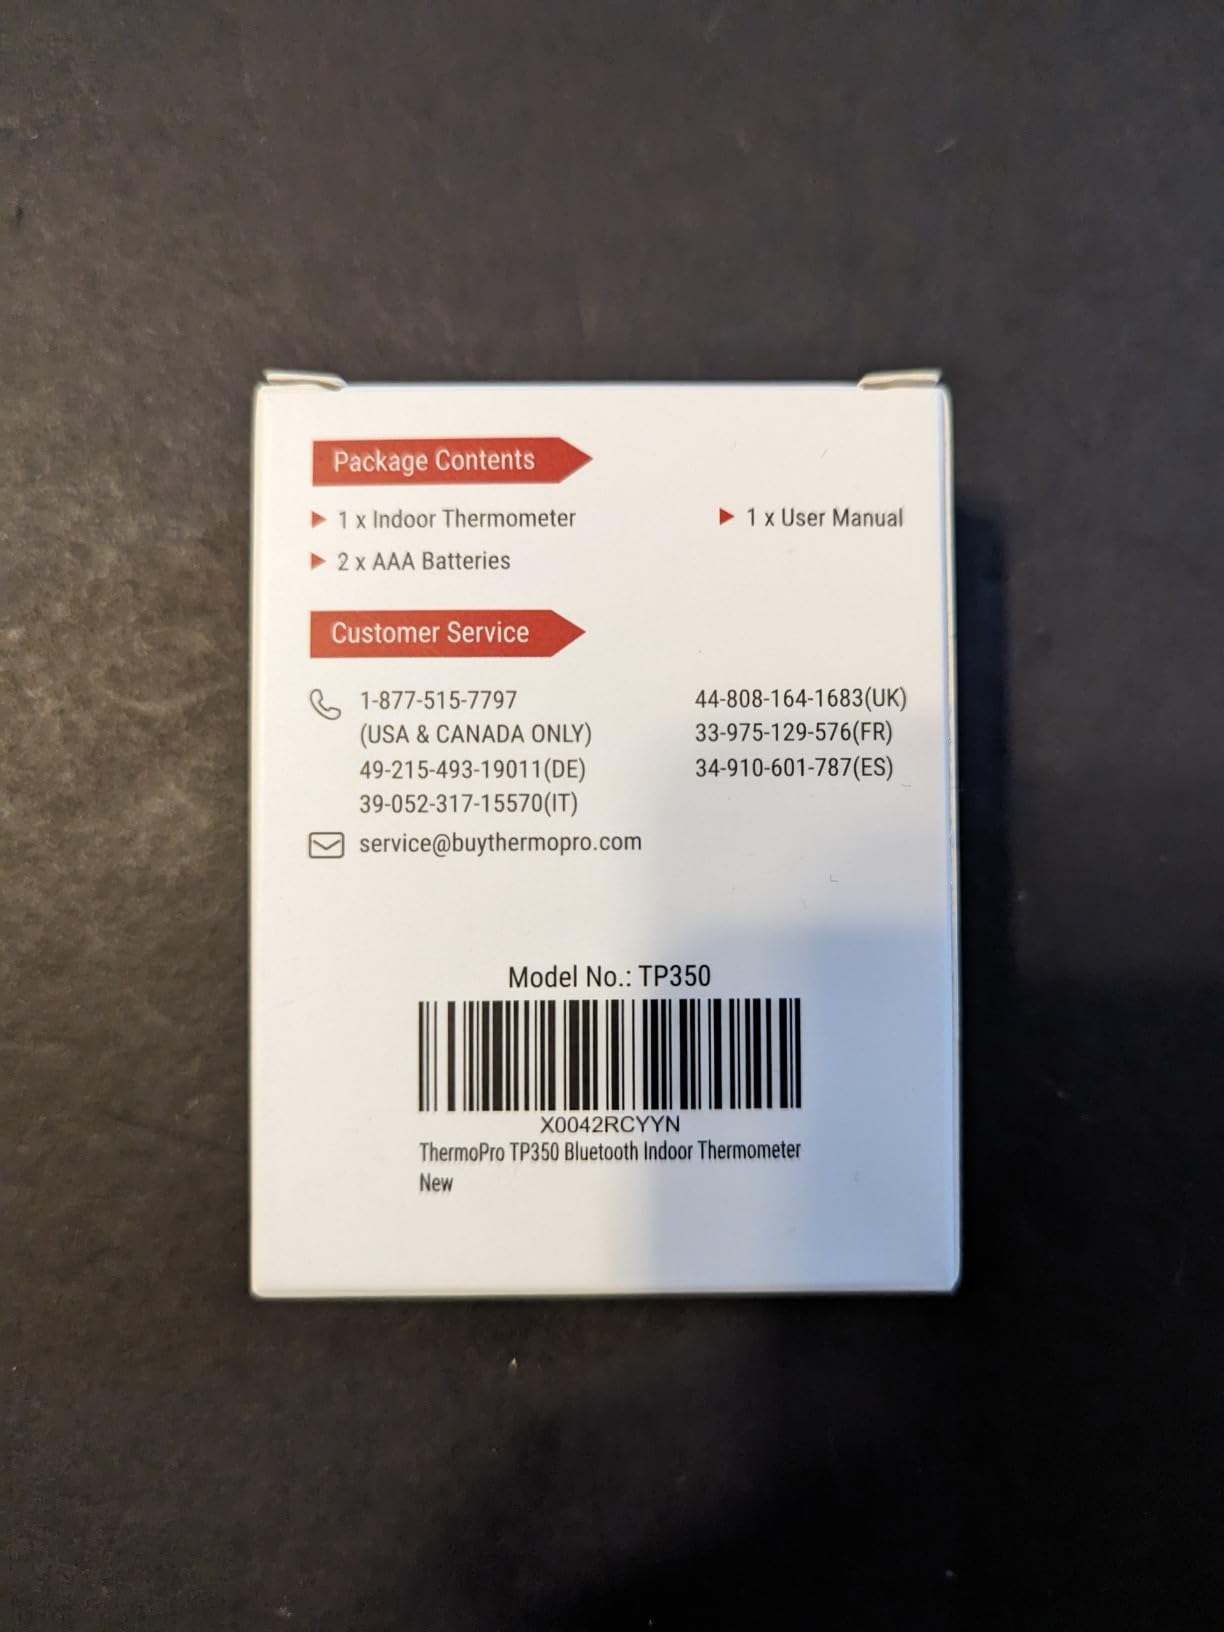 Package Contents
1 x Indoor Thermometer
1 x User Manual
2 x AAA Batteries
Customer Service
1-877-515-7797
(USA & CANADA ONLY)
49-215-493-19011(DE)
39-052-317-15570(IT)
44-808-164-1683(UK)
33-975-129-576(FR)
34-910-601-787(ES)
service@buythermopro.com
Model No.: TP350
X0042RCYYN
ThermoPro TP350 Bluetooth Indoor Thermometer
New